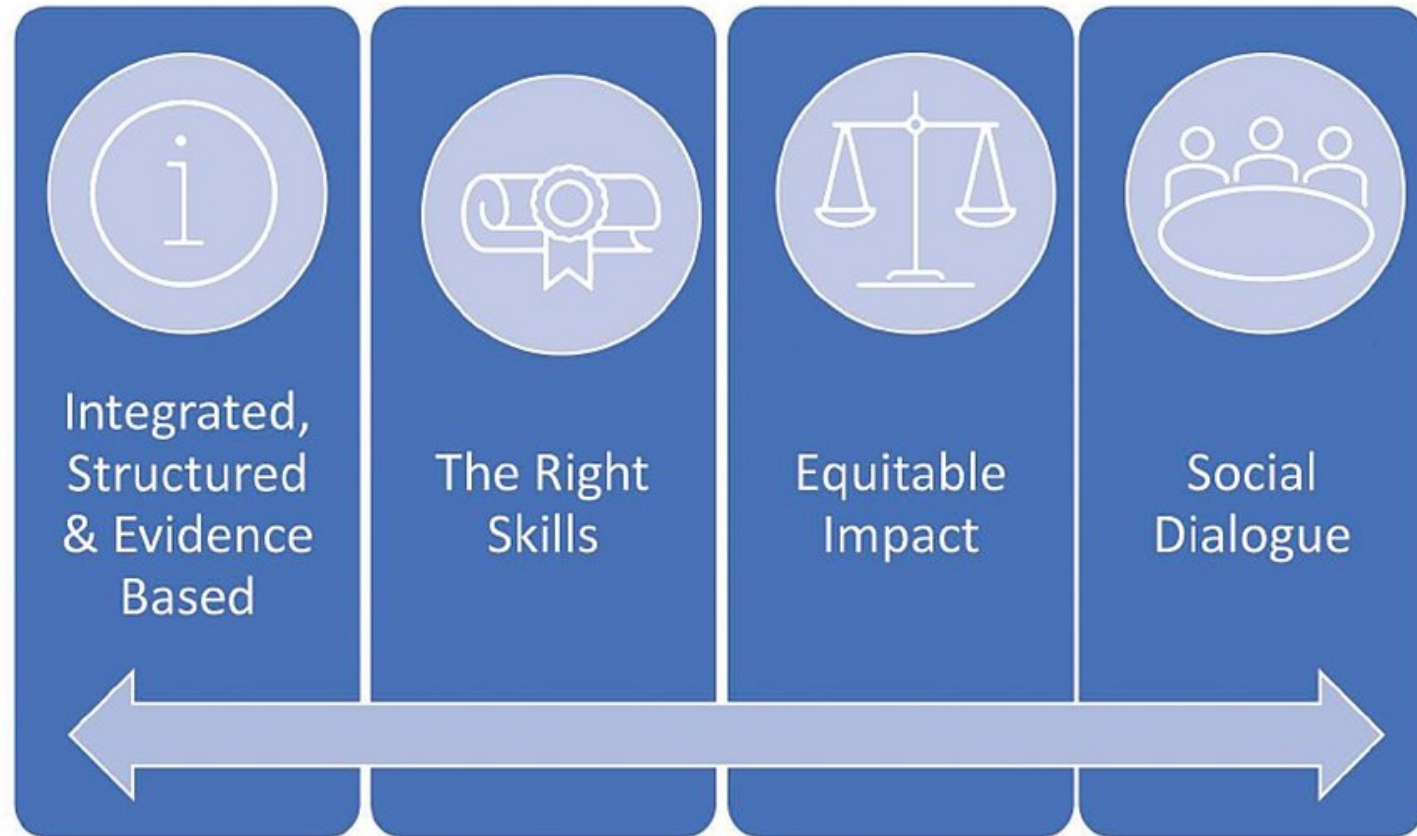 Integrated,
Structured
& Evidence
Based
The Right
Skills
Equitable
Impact
Social
Dialogue